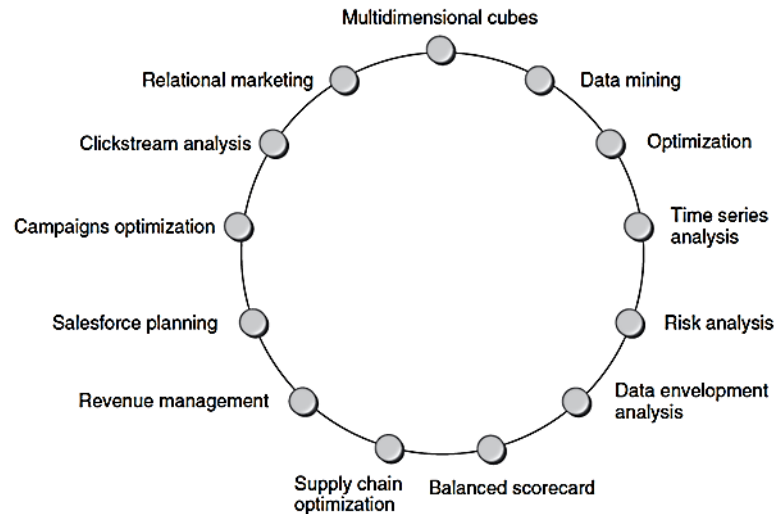 Multidimensional cubes
Relational marketing
Data mining
Clickstream analysis
Optimization
Campaigns optimization
Time series
analysis
Salesforce planning
Risk analysis
Revenue management
Data envelopment
analysis
Supply chain
optimization
Balanced scorecard